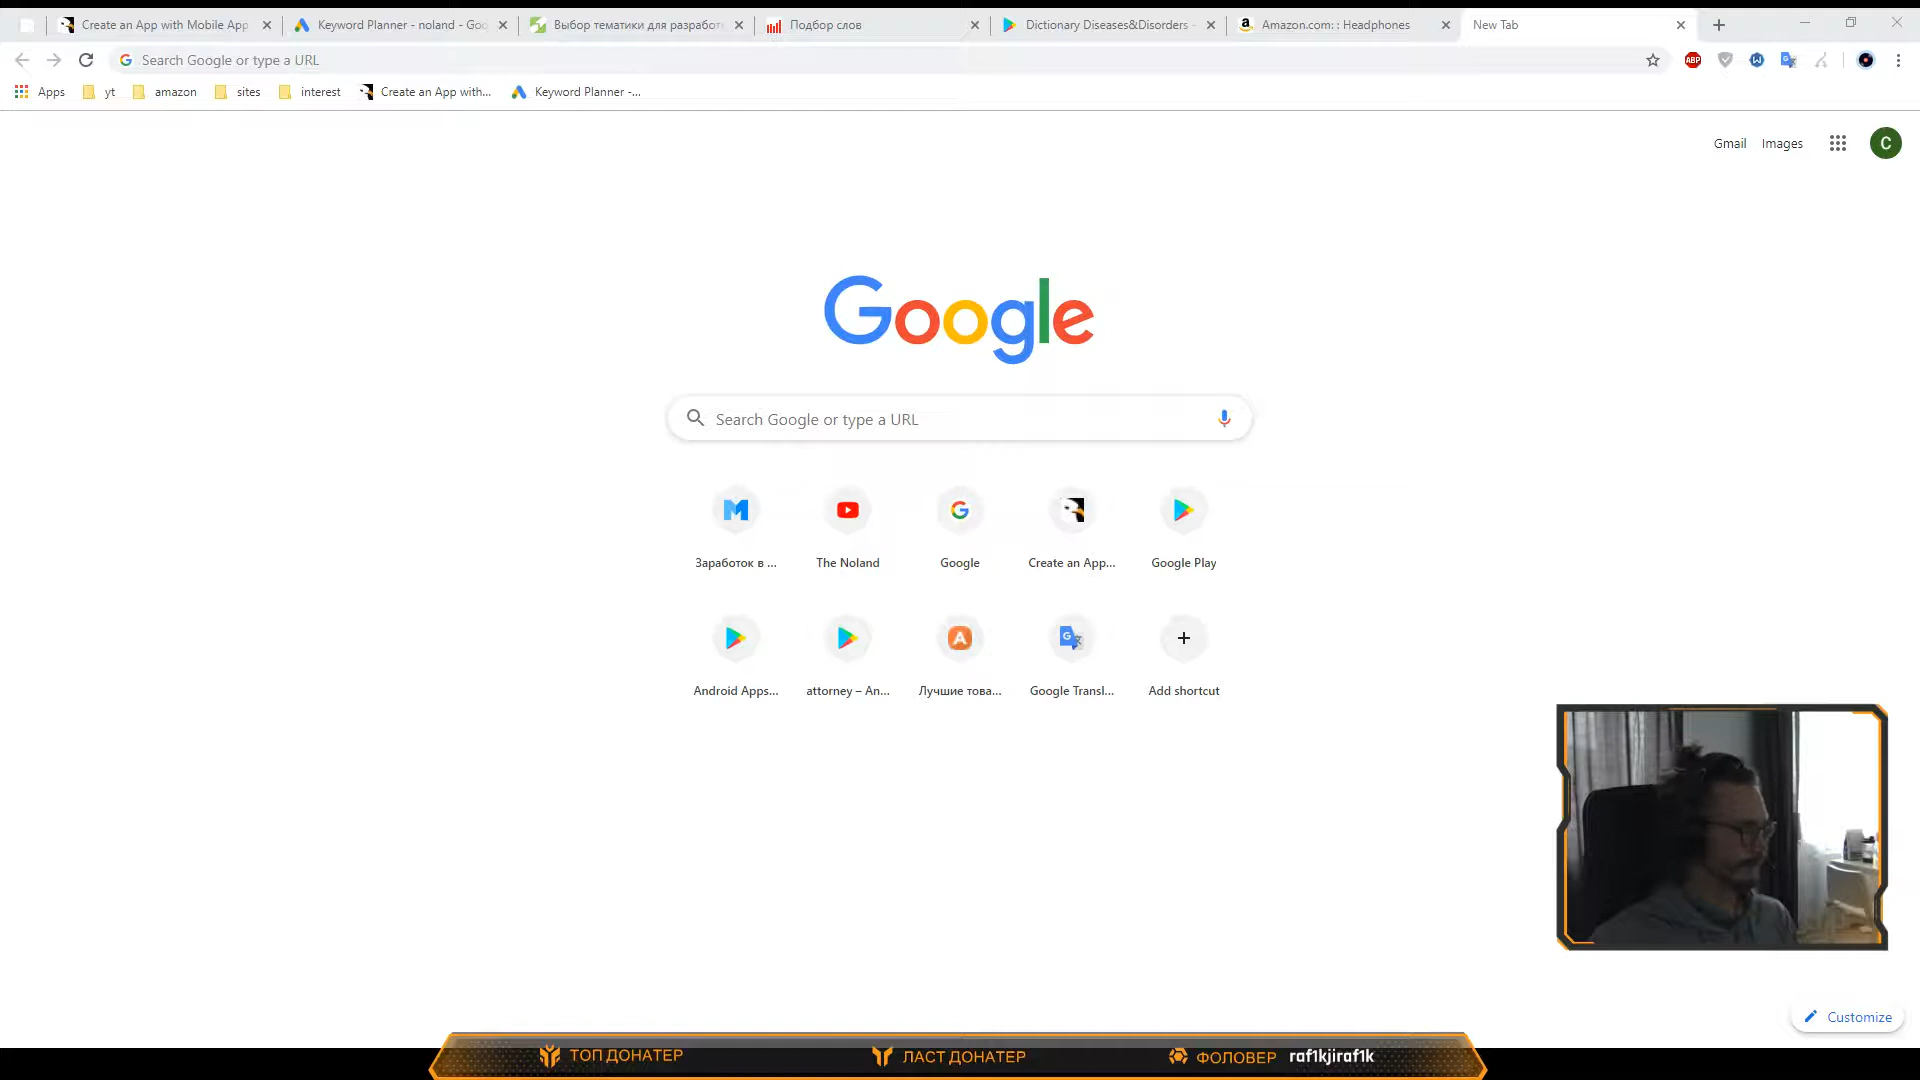 Create an App with Mobile App
Keyword Planner - noland - Goo
Выбор тематики для разработ
Подбор слов
Dictionary Diseases&Disorders -
Amazon.com: : Headphones
New Tab
Search Google or type a URL
ABP
Apps
yt
amazon
sites
interest
Create an App with...
Keyword Planner -...
Gmail
Images
C
Google
Search Google or type a URL
Заработок в ...
The Noland
Google
Create an App...
Google Play
Android Apps...
attorney – An...
Лучшие това...
Google Transl...
Add shortcut
Customize
ТОП ДОНАТЕР
ЛАСТ ДОНАТЕР
ФОЛОВЕР raf1kjiraf1k